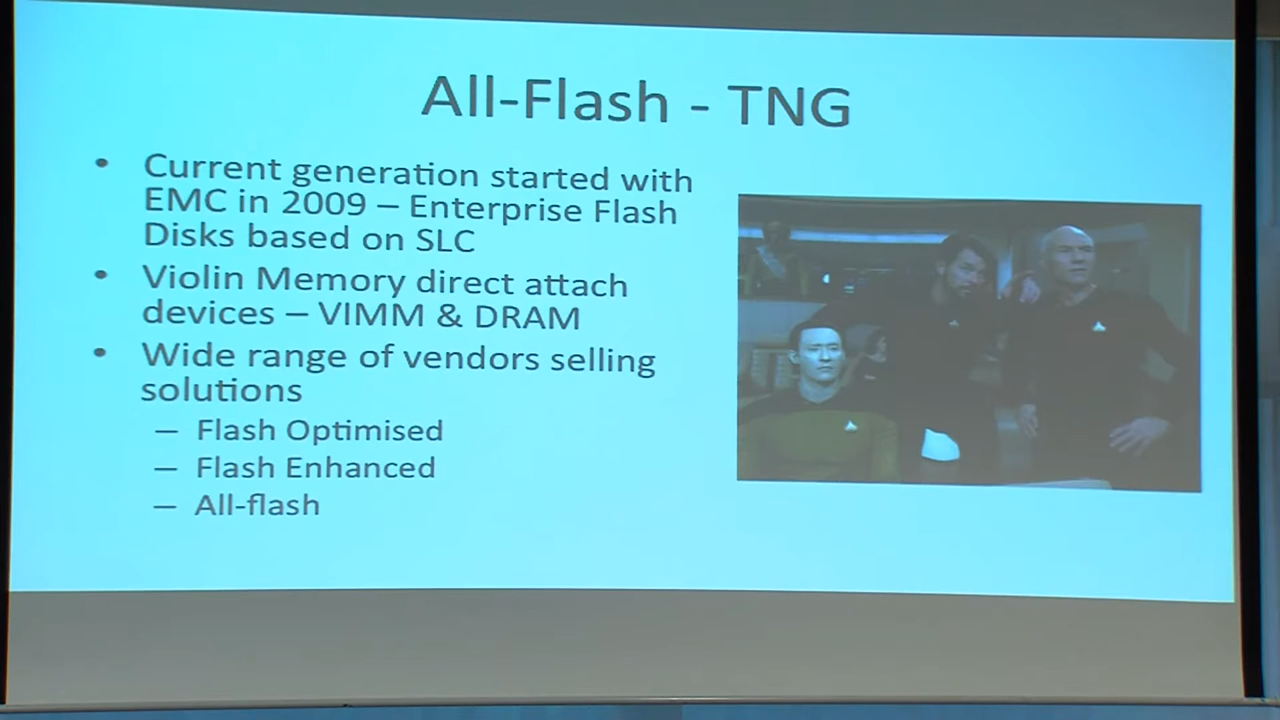 All-Flash - TNG
• Current generation started with
EMC in 2009 – Enterprise Flash
Disks based on SLC
• Violin Memory direct attach
devices – VIMM & DRAM
• Wide range of vendors selling
solutions
– Flash Optimised
– Flash Enhanced
– All-flash